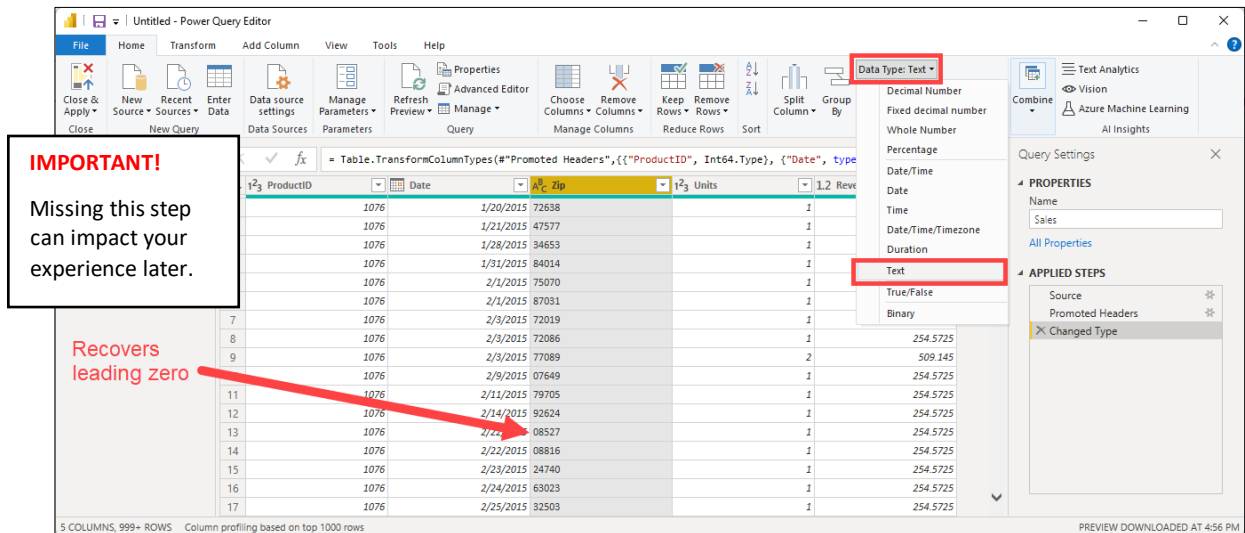 Untitled - Power Query Editor
File Home Transform Add Column View Tools Help
Close & Apply New Source Recent Sources Enter Data Data source settings Manage Parameters Refresh Preview Properties Advanced Editor Manage Choose Columns Remove Columns Keep Rows Remove Rows Split Column Group By Data Type: Text Combine Text Analytics Vision Azure Machine Learning
Close New Query Data Sources Parameters Query Manage Columns Reduce Rows Sort AI Insights
Decimal Number
Fixed decimal number
Whole Number
Percentage
Date/Time
Date
Time
Date/Time/Timezone
Duration
Text
True/False
Binary
IMPORTANT!
Missing this step
can impact your
experience later.
fx = Table.TransformColumnTypes(#"Promoted Headers",{{"ProductID", Int64.Type}, {"Date", type
1²3 ProductID Date ABC Zip 1²3 Units 1.2 Reve
1076 1/20/2015 72638 1
1076 1/21/2015 47577 1
1076 1/28/2015 34653 1
1076 1/31/2015 84014 1
1076 2/1/2015 75070 1
1076 2/1/2015 87031 1
7 1076 2/3/2015 72019 1
8 1076 2/3/2015 72086 1 254.5725
9 1076 2/3/2015 77089 2 509.145
1076 2/9/2015 07649 1 254.5725
11 1076 2/11/2015 79705 1 254.5725
12 1076 2/14/2015 92624 1 254.5725
13 1076 08527 1 254.5725
14 1076 2/22/2015 08816 1 254.5725
15 1076 2/23/2015 24740 1 254.5725
16 1076 2/24/2015 63023 1 254.5725
17 1076 2/25/2015 32503 1 254.5725
Recovers
leading zero
Query Settings
PROPERTIES
Name
Sales
All Properties
APPLIED STEPS
Source
Promoted Headers
Changed Type
5 COLUMNS, 999+ ROWS Column profiling based on top 1000 rows
PREVIEW DOWNLOADED AT 4:56 PM